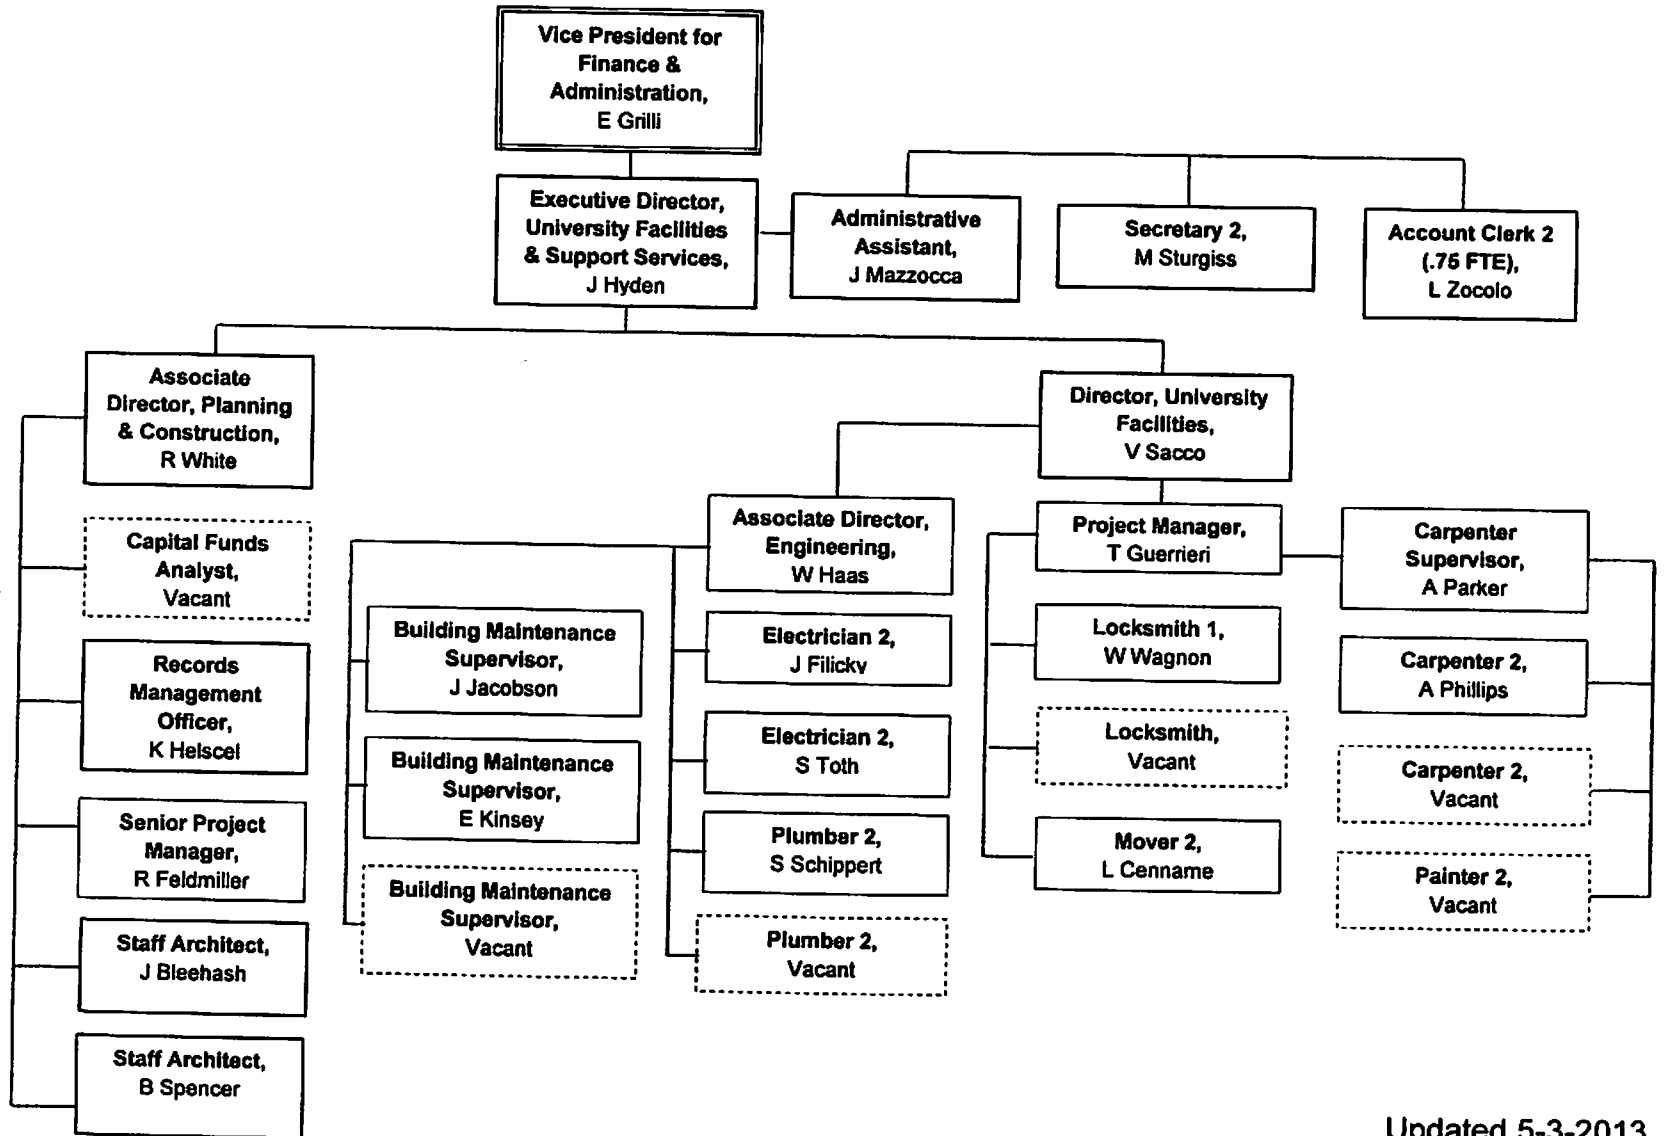 Vice President for
Finance &
Administration,
E Grilli
Executive Director,
University Facilities
& Support Services,
J Hyden
Administrative
Assistant,
J Mazzocca
Secretary 2,
M Sturgiss
Account Clerk 2
(.75 FTE),
L Zocolo
Associate
Director, Planning
& Construction,
R White
Director, University
Facilities,
V Sacco
Capital Funds
Analyst,
Vacant
Records
Management
Officer,
K Helscel
Senior Project
Manager,
R Feldmiller
Staff Architect,
J Bleehash
Staff Architect,
B Spencer
Associate Director,
Engineering,
W Haas
Building Maintenance
Supervisor,
J Jacobson
Building Maintenance
Supervisor,
E Kinsey
Building Maintenance
Supervisor,
Vacant
Electrician 2,
J Filicky
Electrician 2,
S Toth
Plumber 2,
S Schippert
Plumber 2,
Vacant
Project Manager,
T Guerrieri
Locksmith 1,
W Wagnon
Locksmith,
Vacant
Mover 2,
L Cenname
Carpenter
Supervisor,
A Parker
Carpenter 2,
A Phillips
Carpenter 2,
Vacant
Painter 2,
Vacant
Updated 5-3-2013